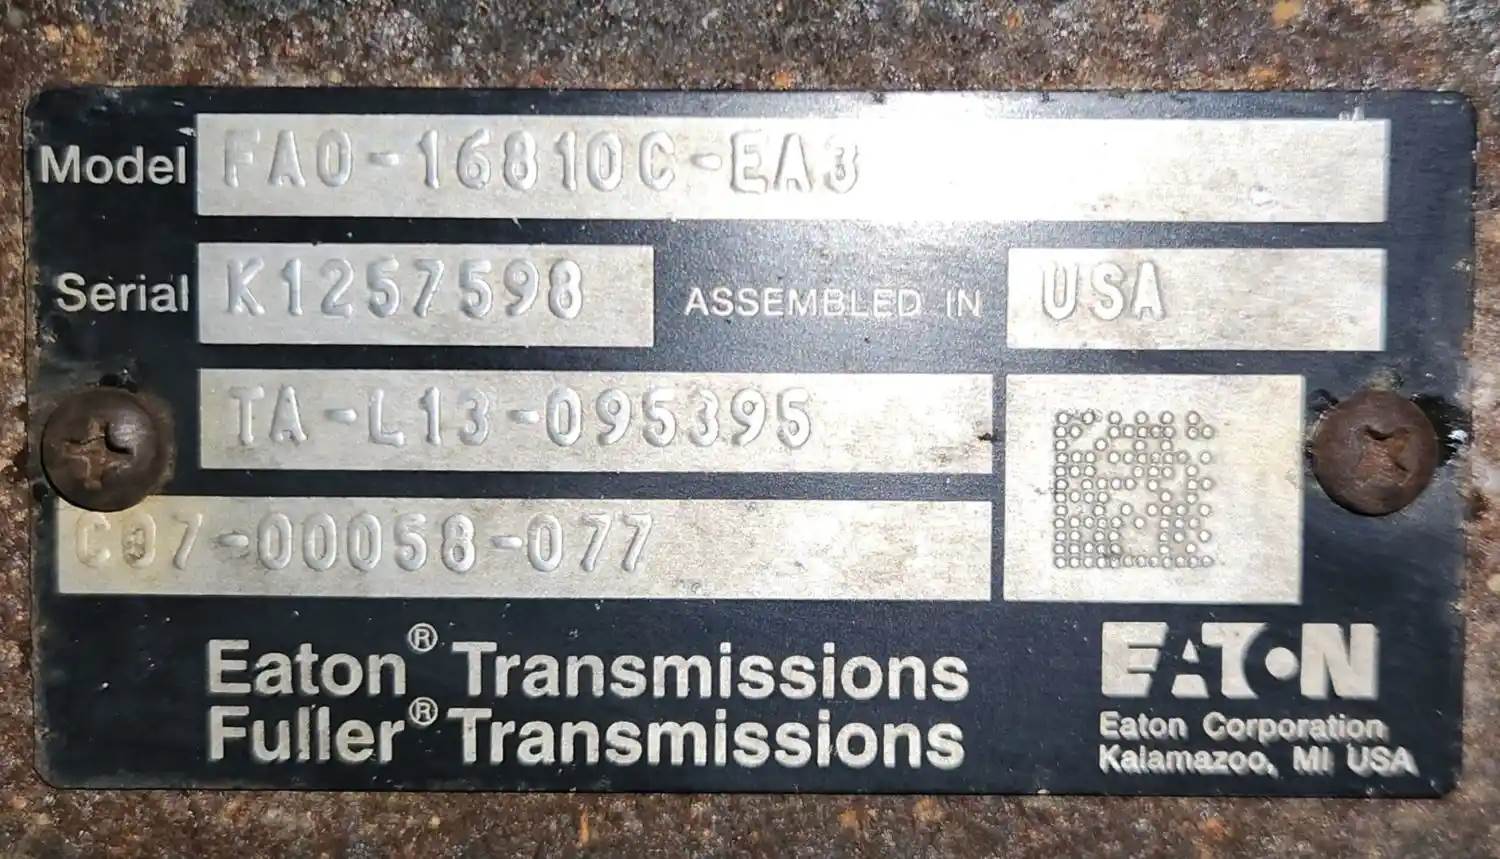 Model FAO-16810C-EA3
Serial K1257598 ASSEMBLED IN USA
TA-L13-095395
C07-00058-077
Eaton® Transmissions
Fuller® Transmissions
EATON
Eaton Corporation
Kalamazoo, MI USA